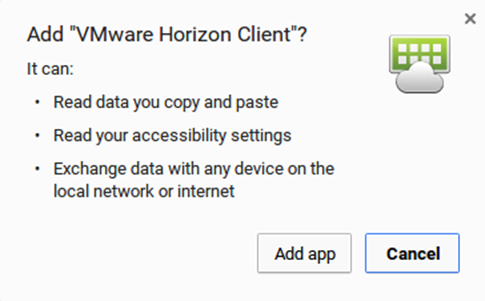 Add "VMware Horizon Client"?
It can:
• Read data you copy and paste
• Read your accessibility settings
• Exchange data with any device on the
local network or internet
Add app
Cancel